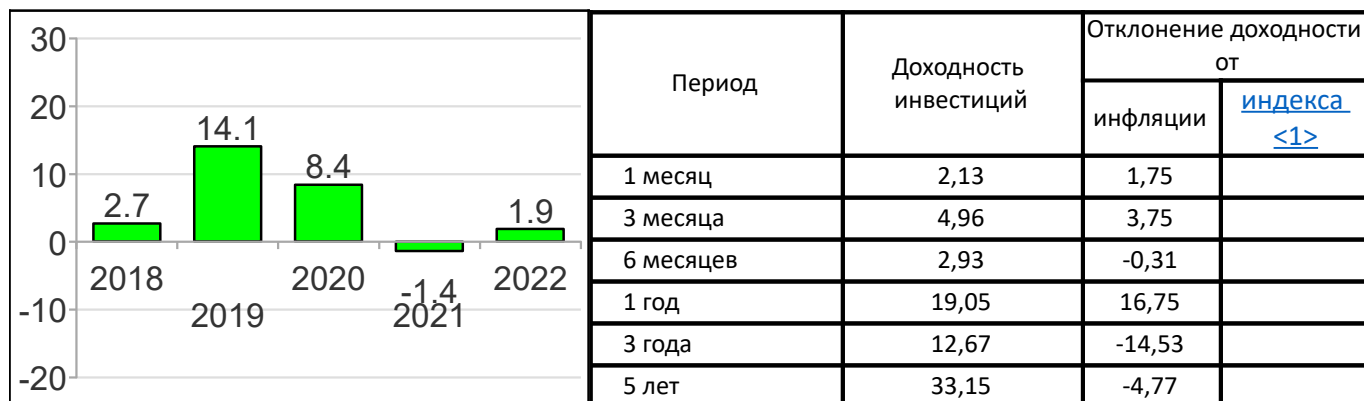 30
20
10
0
-10
-20
2.7
14.1
8.4
-1.4
1.9
2018
2019
2020
2021
2022
Период
Доходность
инвестиций
Отклонение доходности
от
инфляции
индекса
<1>
1 месяц 2,13 1,75
3 месяца 4,96 3,75
6 месяцев 2,93 -0,31
1 год 19,05 16,75
3 года 12,67 -14,53
5 лет 33,15 -4,77